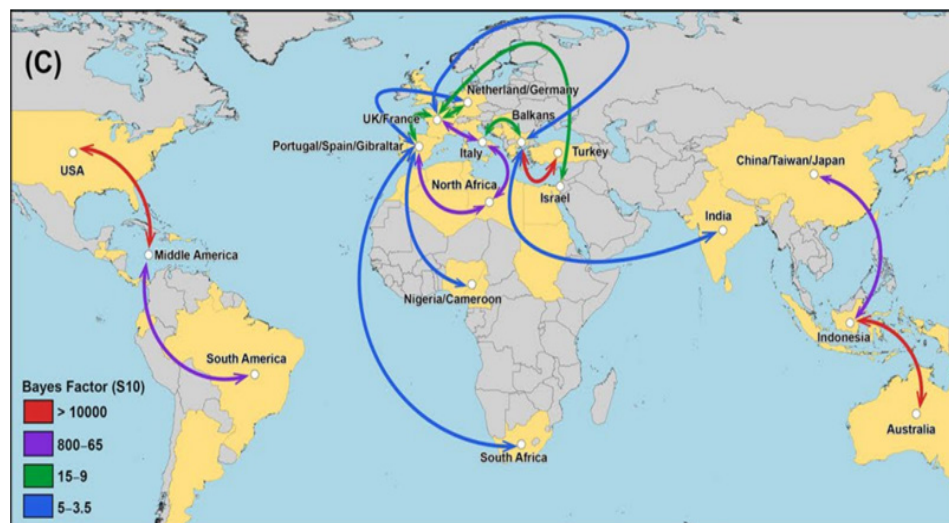 (C)
Netherland/Germany
UK/France
Balkans
Portugal/Spain/Gibraltar
Italy
Turkey
China/Taiwan/Japan
USA
North Africa
Israel
India
Middle America
Nigeria/Cameroon
Indonesia
South America
Bayes Factor (S10)
> 10000
800–65
15–9
5–3.5
Australia
South Africa